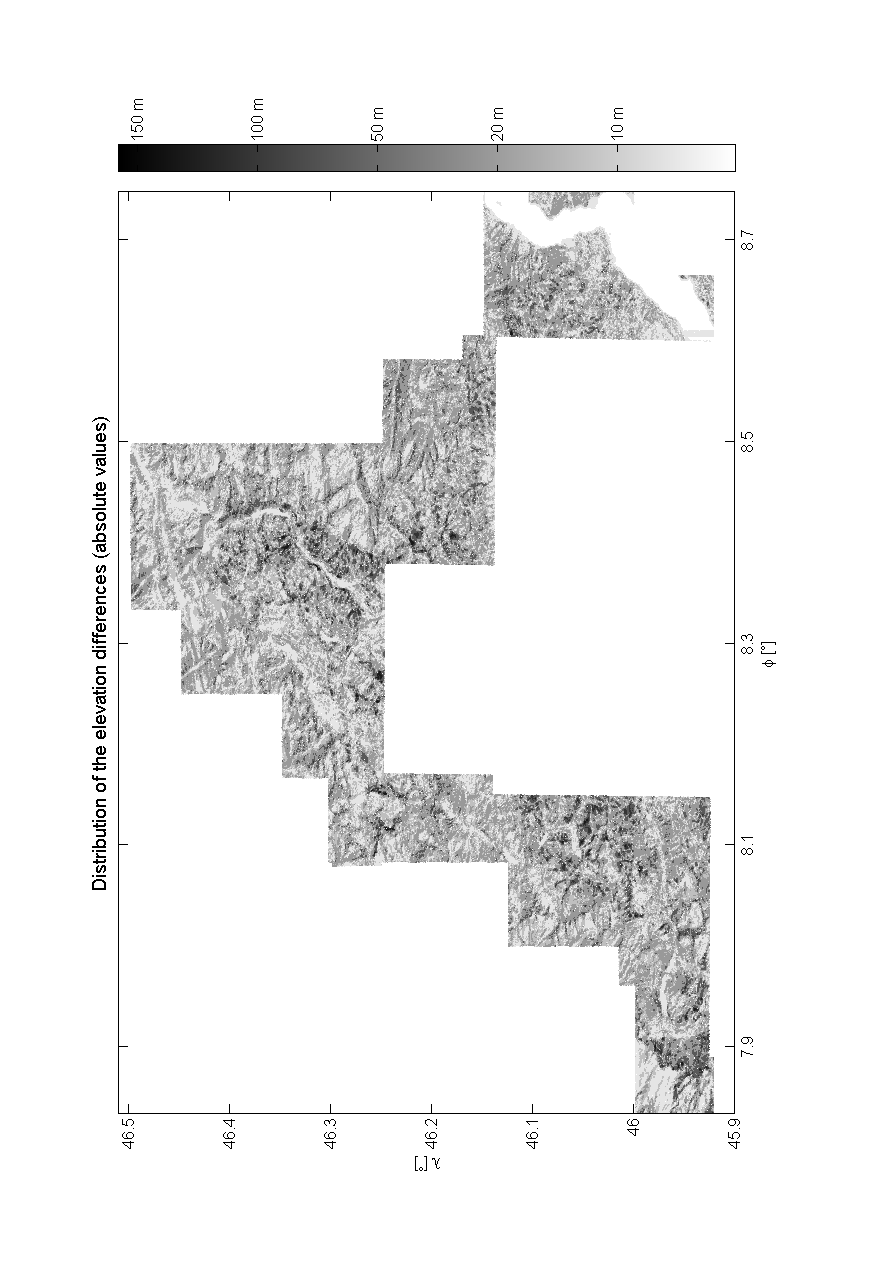 Distribution of the elevation differences (absolute values)
46.5
46.4
46.3
46.2
46.1
46
45.9
λ [°]
7.9
8.1
8.3
8.5
8.7
ϕ [°]
150 m
100 m
50 m
20 m
10 m